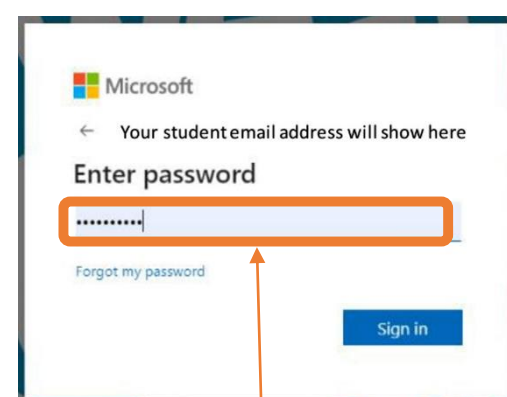 Microsoft
← Your student email address will show here
Enter password
••••••••••
Forgot my password
Sign in